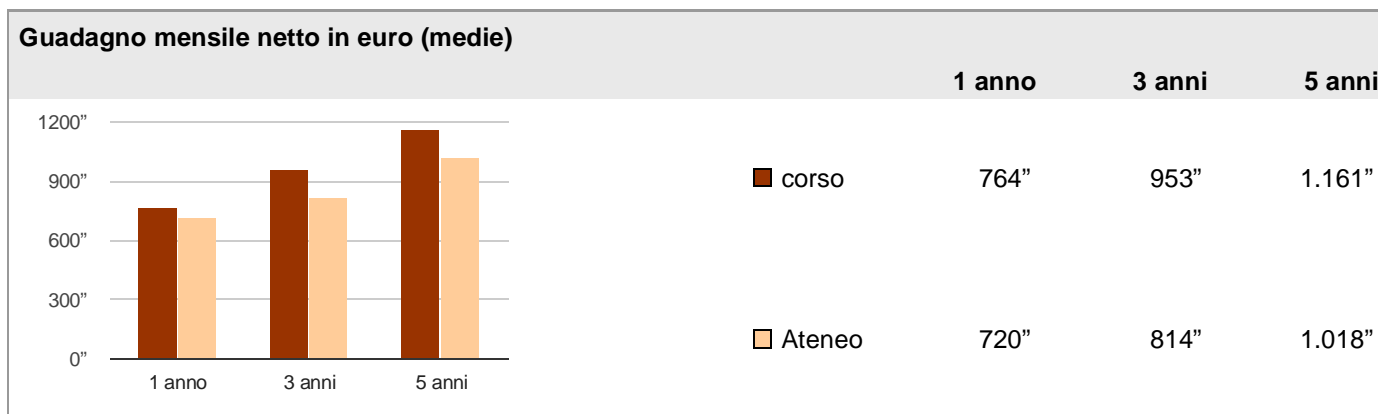 Guadagno mensile netto in euro (medie)
1 anno 3 anni 5 anni
1200”
900”
600”
300”
0”
1 anno 3 anni 5 anni
corso 764” 953” 1.161”
Ateneo 720” 814” 1.018”